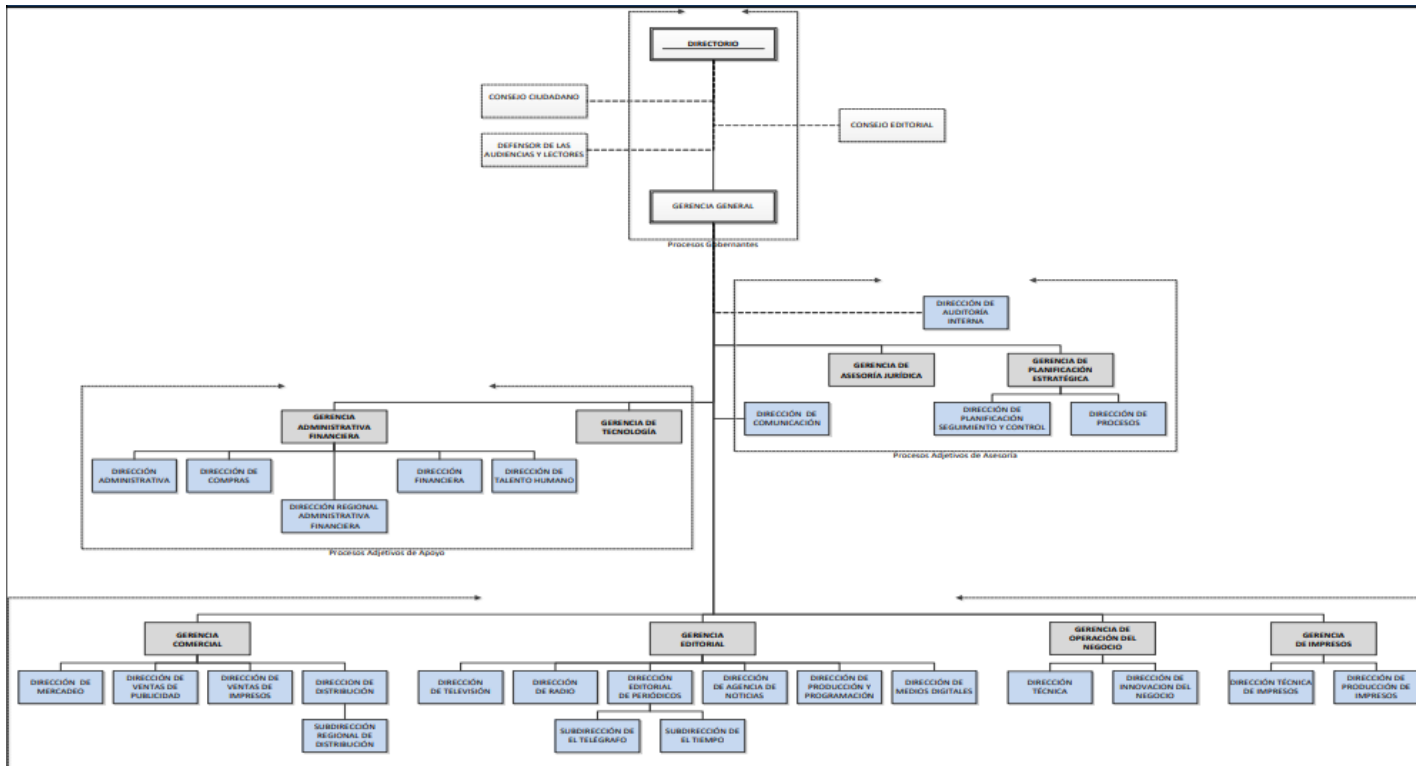 DIRECTORIO
CONSEJO CIUDADANO
CONSEJO EDITORIAL
DEFENSOR DE LAS
AUDIENCIAS Y LECTORES
GERENCIA GENERAL
Procesos Gobernantes
DIRECCIÓN DE
AUDITORÍA
INTERNA
GERENCIA DE
ASESORÍA JURÍDICA
GERENCIA DE
PLANIFICACIÓN
ESTRATÉGICA
DIRECCIÓN DE
COMUNICACIÓN
DIRECCIÓN DE
PLANIFICACIÓN
SEGUIMIENTO Y CONTROL
DIRECCIÓN DE
PROCESOS
Procesos Adjetivos de Asesoría
GERENCIA
ADMINISTRATIVA
FINANCIERA
GERENCIA DE
TECNOLOGÍA
DIRECCIÓN
ADMINISTRATIVA
DIRECCIÓN DE
COMPRAS
DIRECCIÓN
FINANCIERA
DIRECCIÓN DE
TALENTO HUMANO
DIRECCIÓN REGIONAL
ADMINISTRATIVA
FINANCIERA
Procesos Adjetivos de Apoyo
GERENCIA
COMERCIAL
GERENCIA
EDITORIAL
GERENCIA DE
OPERACIÓN DEL
NEGOCIO
GERENCIA
DE IMPRESOS
DIRECCIÓN DE
MERCADEO
DIRECCIÓN DE
VENTAS DE
PUBLICIDAD
DIRECCIÓN DE
VENTAS DE
IMPRESOS
DIRECCION DE
DISTRIBUCIÓN
DIRECCIÓN
DE TELEVISIÓN
DIRECCIÓN
DE RADIO
DIRECCIÓN
EDITORIAL
DE PERIÓDICOS
DIRECCIÓN
DE AGENCIA DE
NOTICIAS
DIRECCIÓN DE
PRODUCCIÓN Y
PROGRAMACIÓN
DIRECCIÓN DE
MEDIOS DIGITALES
DIRECCIÓN
TÉCNICA
DIRECCIÓN DE
INNOVACION DEL
NEGOCIO
DIRECCIÓN TÉCNICA
DE IMPRESOS
DIRECCIÓN DE
PRODUCCIÓN DE
IMPRESOS
SUBDIRECCIÓN
REGIONAL DE
DISTRIBUCIÓN
SUBDIRECCIÓN DE
EL TELÉGRAFO
SUBDIRECCIÓN DE
EL TIEMPO